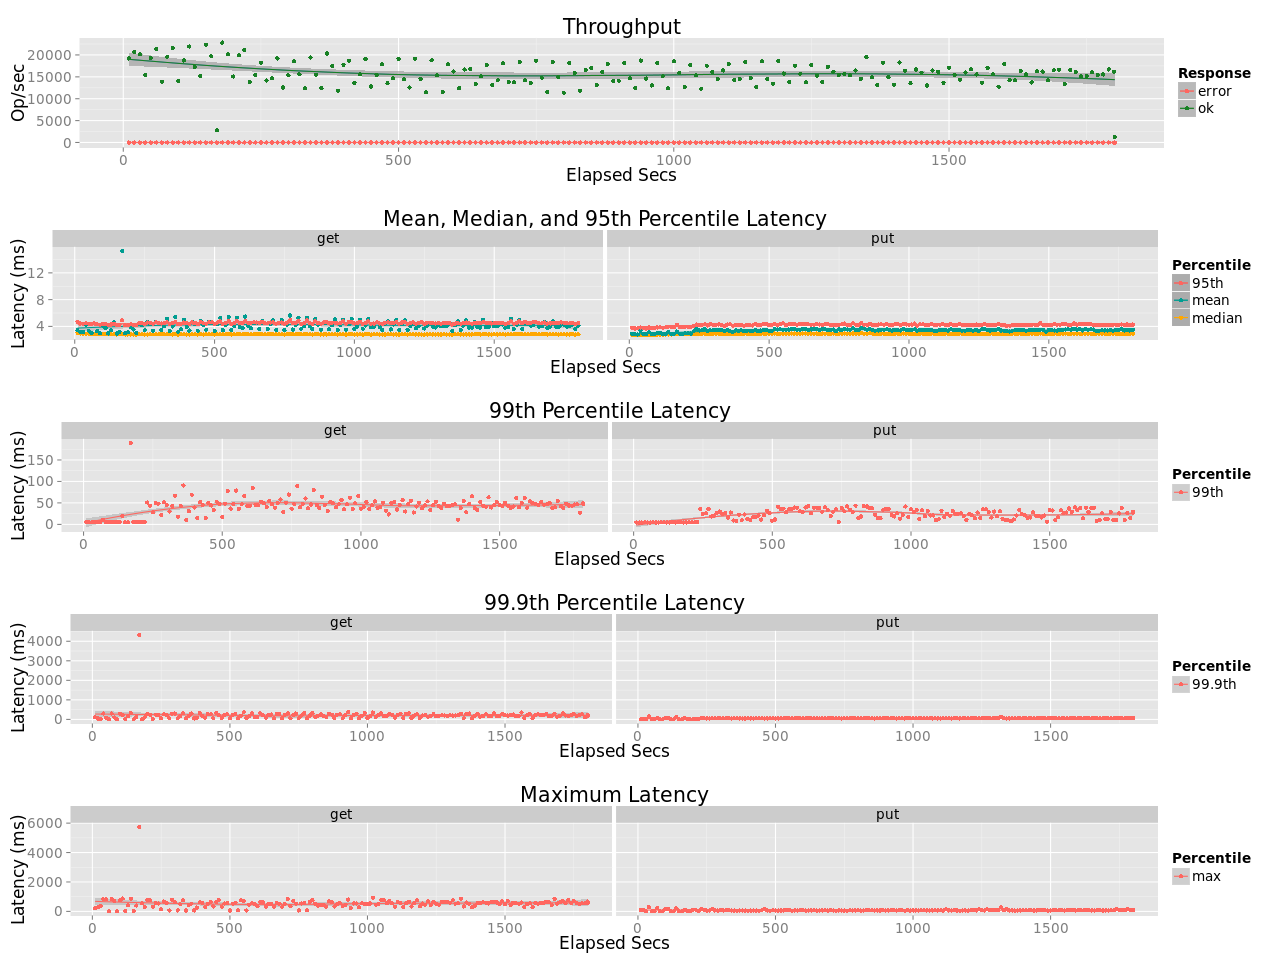 Throughput
Op/sec
20000
15000
10000
5000
0
0 500 1000 1500
Elapsed Secs
Response
error
ok
Mean, Median, and 95th Percentile Latency
get put
Latency (ms)
12
8
4
0 500 1000 1500 0 500 1000 1500
Elapsed Secs
Percentile
95th
mean
median
99th Percentile Latency
get put
Latency (ms)
150
100
50
0
0 500 1000 1500 0 500 1000 1500
Elapsed Secs
Percentile
99th
99.9th Percentile Latency
get put
Latency (ms)
4000
3000
2000
1000
0
0 500 1000 1500 0 500 1000 1500
Elapsed Secs
Percentile
99.9th
Maximum Latency
get put
Latency (ms)
6000
4000
2000
0
0 500 1000 1500 0 500 1000 1500
Elapsed Secs
Percentile
max